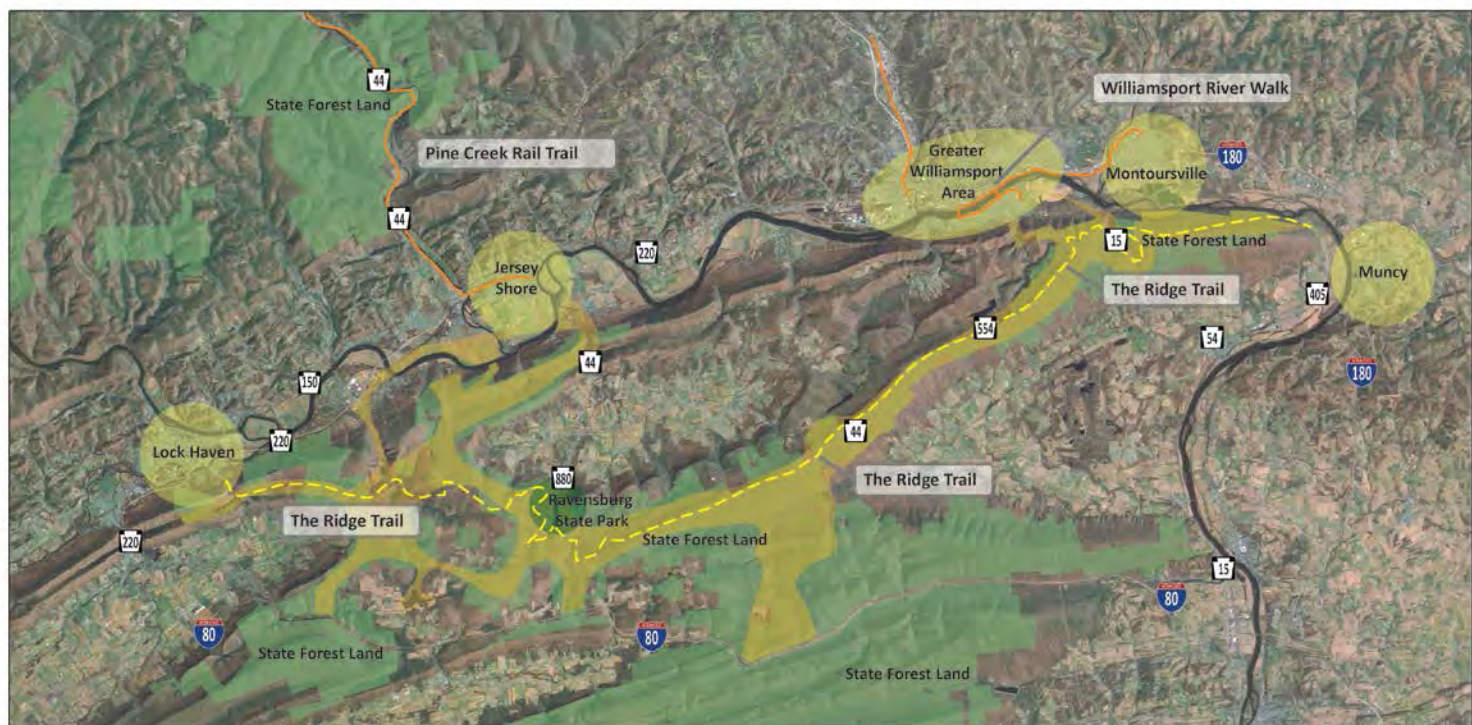 44
State Forest Land
Pine Creek Rail Trail
44
Williamsport River Walk
Greater
Williamsport
Area
Montoursville
180
Jersey
Shore
220
15
State Forest Land
Muncy
The Ridge Trail
405
554
54
44
150
180
Lock Haven
220
44
880
Ravensburg
State Park
The Ridge Trail
The Ridge Trail
220
State Forest Land
15
80
80
80
State Forest Land
State Forest Land